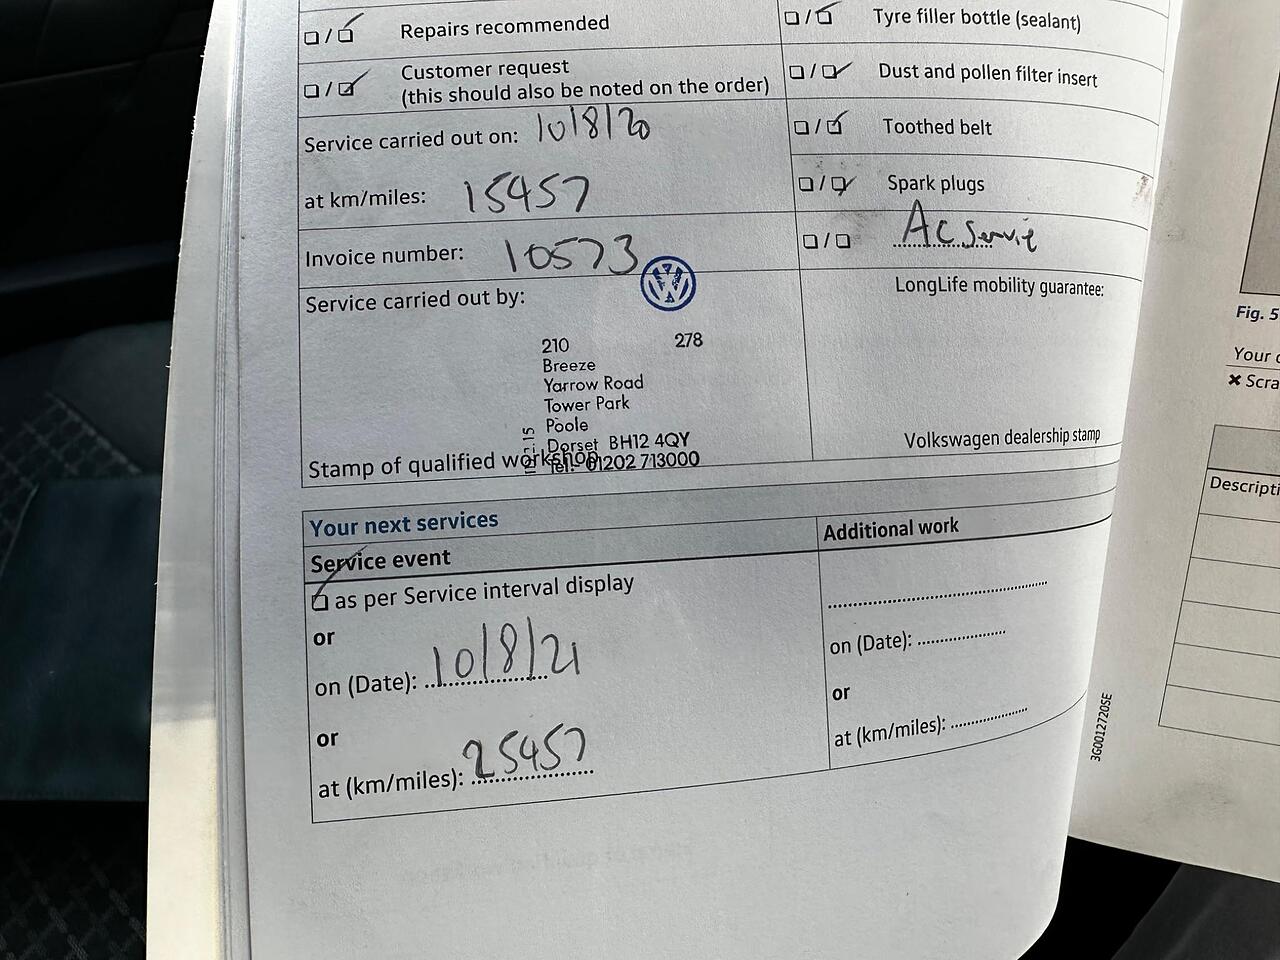 Repairs recommended
Customer request
(this should also be noted on the order)
Service carried out on: 10/8/20
at km/miles: 15457
Invoice number: 10573
Service carried out by:
210 278
Breeze
Yarrow Road
Tower Park
Poole
Dorset BH12 4QY
Tel:- 01202 713000
Stamp of qualified workshop
Tyre filler bottle (sealant)
Dust and pollen filter insert
Toothed belt
Spark plugs
AC Service
LongLife mobility guarantee:
Volkswagen dealership stamp
Your next services
Service event
as per Service interval display
or
on (Date): 10/8/21
or
at (km/miles): 25457
Additional work
on (Date):
or
at (km/miles):
3G0012720SE
Fig. 5
Your
Scra
Descripti